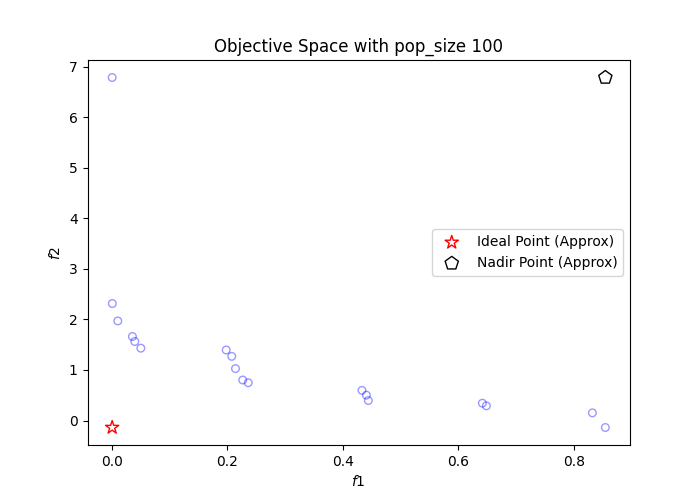 Objective Space with pop_size 100
7
6
5
4
3
2
1
0
f2
Ideal Point (Approx)
Nadir Point (Approx)
0.0 0.2 0.4 0.6 0.8
f1